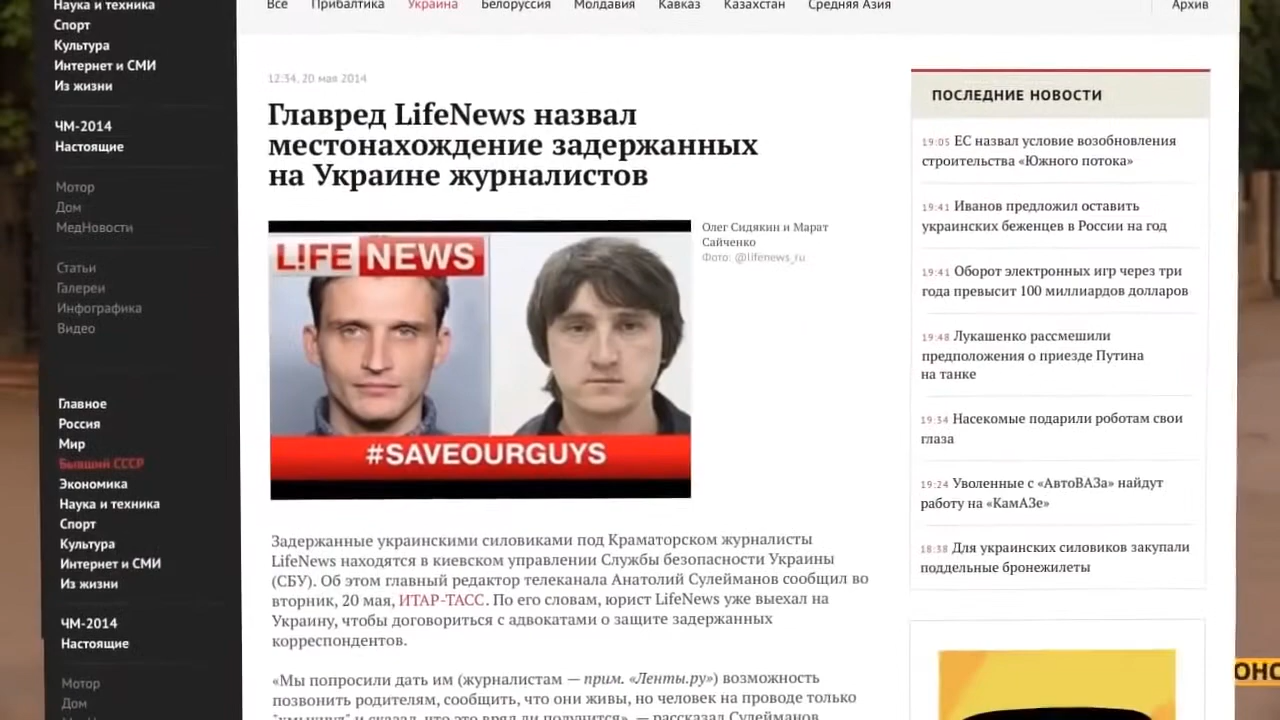 Наука и техника
Спорт
Культура
Интернет и СМИ
Из жизни
ЧМ-2014
Настоящие
Мотор
Дом
МедНовости
Статьи
Галереи
Инфографика
Видео
Главное
Россия
Мир
Бывший СССР
Экономика
Наука и техника
Спорт
Культура
Интернет и СМИ
Из жизни
ЧМ-2014
Настоящие
Мотор
Дом
Все Прибалтика Украина Белоруссия Молдавия Кавказ Казахстан Средняя Азия Архив
12:34, 20 мая 2014
Главред LifeNews назвал
местонахождение задержанных
на Украине журналистов
L!FE NEWS
#SAVEOURGUYS
Олег Сидякин и Марат
Сайченко
Фото: @lifenews_ru
Задержанные украинскими силовиками под Краматорском журналисты
LifeNews находятся в киевском управлении Службы безопасности Украины
(СБУ). Об этом главный редактор телеканала Анатолий Сулейманов сообщил во
вторник, 20 мая, ИТАР-ТАСС. По его словам, юрист LifeNews уже выехал на
Украину, чтобы договориться с адвокатами о защите задержанных
корреспондентов.
«Мы попросили дать им (журналистам — прим. «Ленты.ру») возможность
позвонить родителям, сообщить, что они живы, но человек на проводе только
"хмыкнул" и сказал, что это вряд ли получится», — рассказал Сулейманов.
ПОСЛЕДНИЕ НОВОСТИ
19:05 ЕС назвал условие возобновления
строительства «Южного потока»
19:41 Иванов предложил оставить
украинских беженцев в России на год
19:41 Оборот электронных игр через три
года превысит 100 миллиардов долларов
19:48 Лукашенко рассмешили
предположения о приезде Путина
на танке
19:34 Насекомые подарили роботам свои
глаза
19:24 Уволенные с «АвтоВАЗа» найдут
работу на «КамАЗе»
18:38 Для украинских силовиков закупали
поддельные бронежилеты